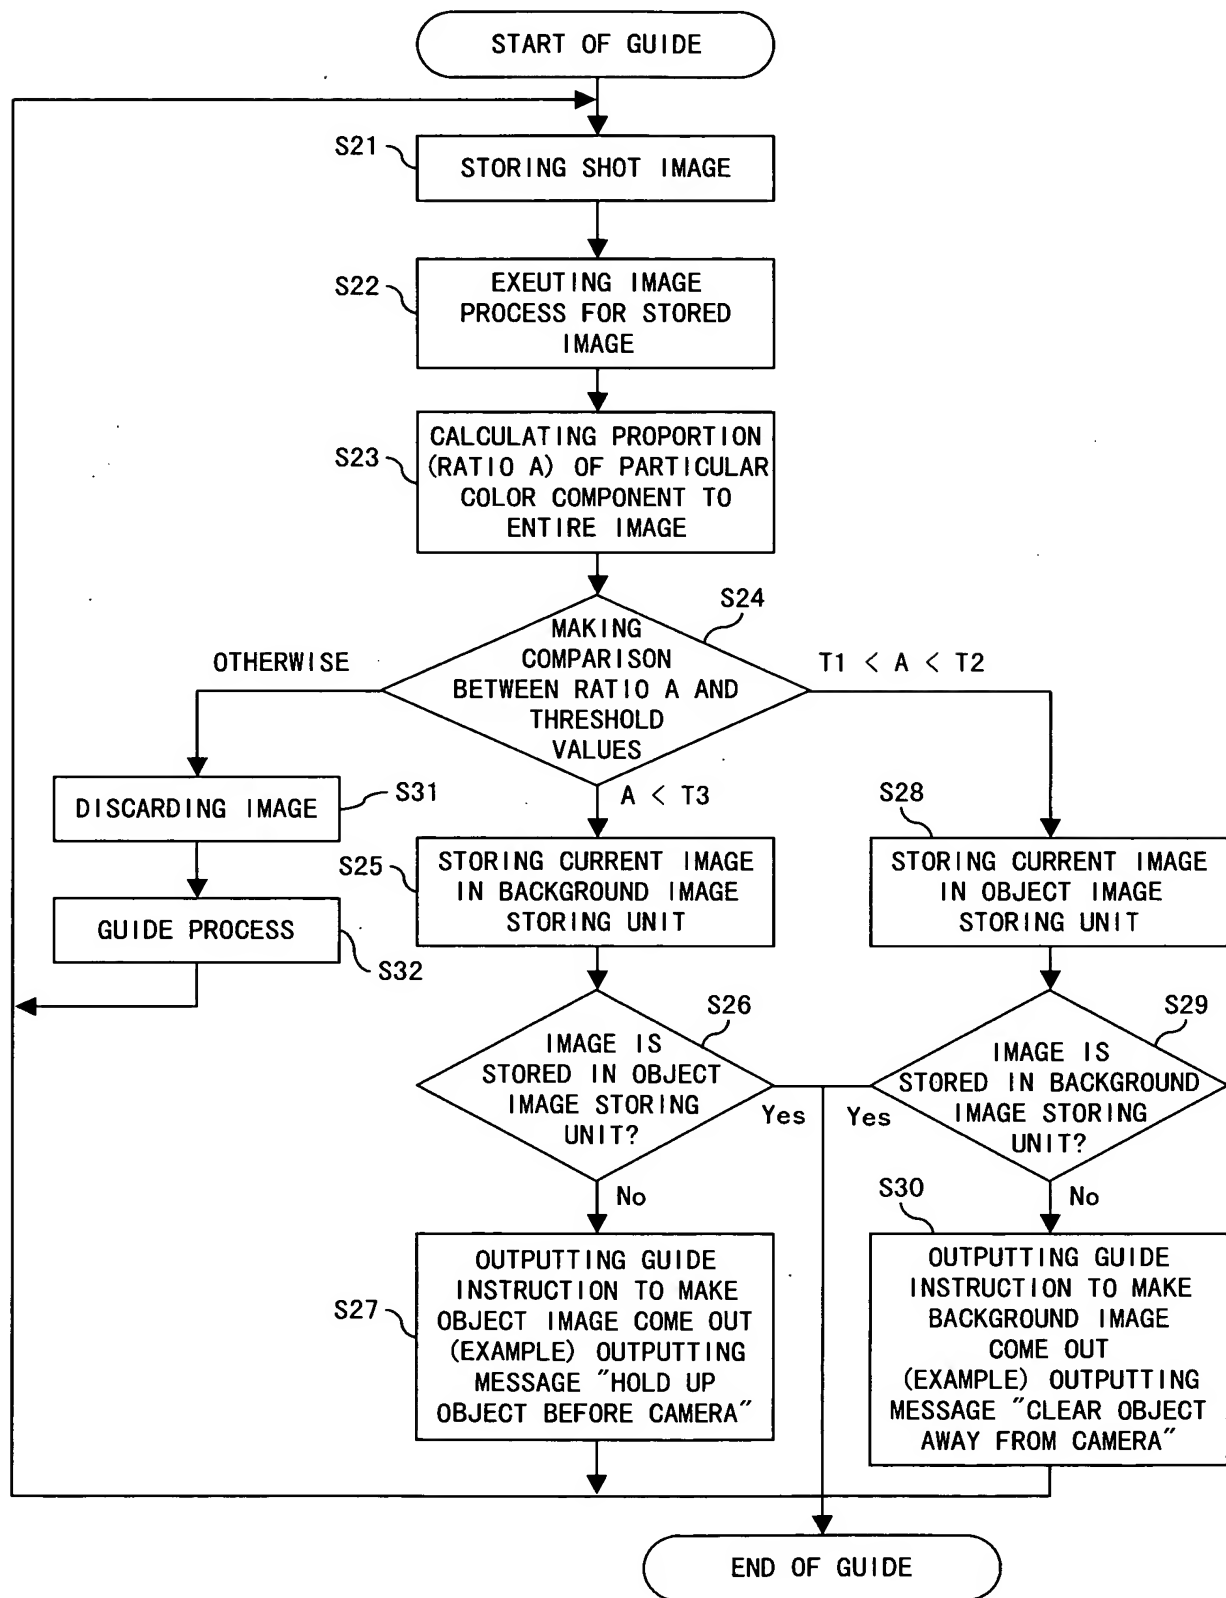 START OF GUIDE
S21
STORING SHOT IMAGE
S22
EXEUTING IMAGE
PROCESS FOR STORED
IMAGE
S23
CALCULATING PROPORTION
(RATIO A) OF PARTICULAR
COLOR COMPONENT TO
ENTIRE IMAGE
S24
MAKING
COMPARISON
BETWEEN RATIO A AND
THRESHOLD
VALUES
OTHERWISE
T1 < A < T2
A < T3
S31
DISCARDING IMAGE
GUIDE PROCESS
S32
S25
STORING CURRENT IMAGE
IN BACKGROUND IMAGE
STORING UNIT
S28
STORING CURRENT IMAGE
IN OBJECT IMAGE
STORING UNIT
S26
IMAGE IS
STORED IN OBJECT
IMAGE STORING
UNIT?
Yes
No
S29
IMAGE IS
STORED IN BACKGROUND
IMAGE STORING
UNIT?
Yes
No
S27
OUTPUTTING GUIDE
INSTRUCTION TO MAKE
OBJECT IMAGE COME OUT
(EXAMPLE) OUTPUTTING
MESSAGE "HOLD UP
OBJECT BEFORE CAMERA"
S30
OUTPUTTING GUIDE
INSTRUCTION TO MAKE
BACKGROUND IMAGE
COME OUT
(EXAMPLE) OUTPUTTING
MESSAGE "CLEAR OBJECT
AWAY FROM CAMERA"
END OF GUIDE